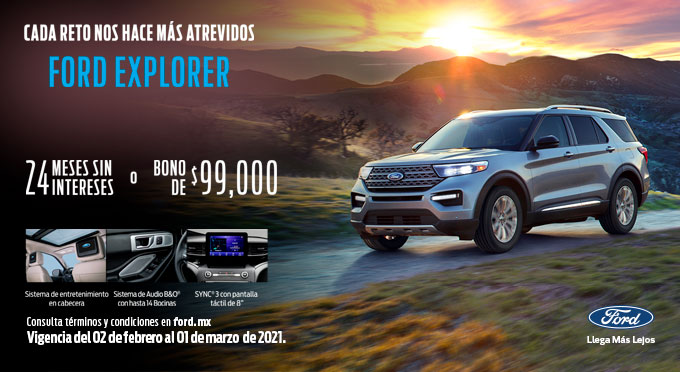 CADA RETO NOS HACE MÁS ATREVIDOS
FORD EXPLORER
24 MESES SIN INTERESES o BONO DE $99,000
Sistema de entretenimiento en cabecera
Sistema de Audio B&O® con hasta 14 Bocinas
SYNC® 3 con pantalla táctil de 8"
Consulta términos y condiciones en ford.mx
Vigencia del 02 de febrero al 01 de marzo de 2021.
Ford
Llega Más Lejos